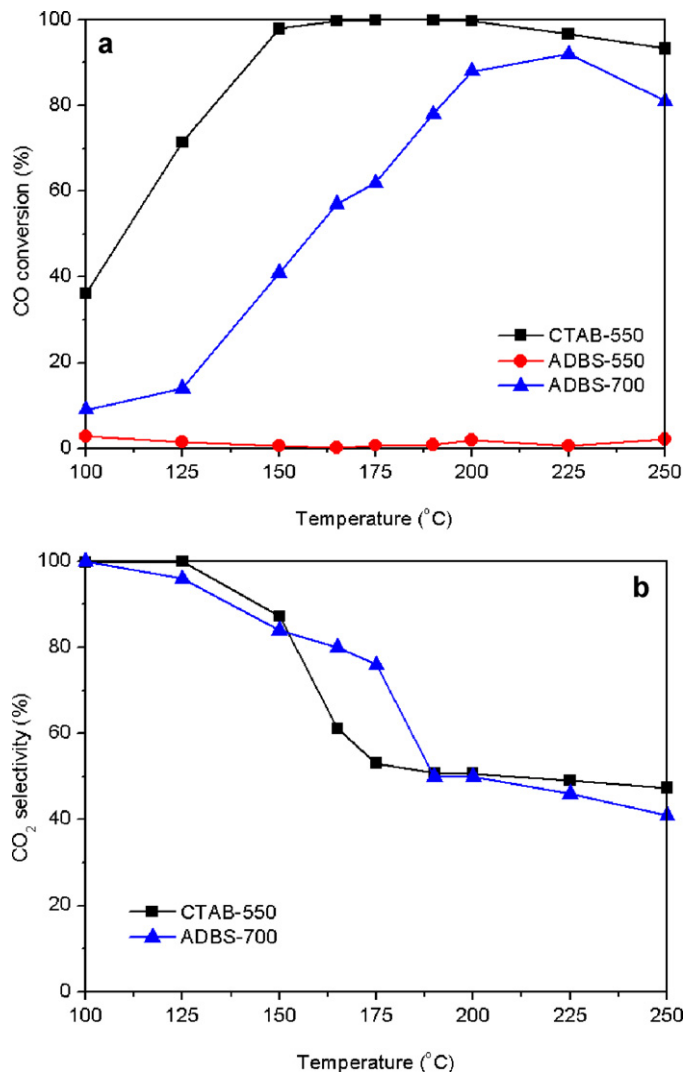 a
100
80
60
40
20
0
CO conversion (%)
CTAB-550
ADBS-550
ADBS-700
100 125 150 175 200 225 250
Temperature (°C)
b
100
80
60
40
20
0
CO₂ selectivity (%)
CTAB-550
ADBS-700
100 125 150 175 200 225 250
Temperature (°C)